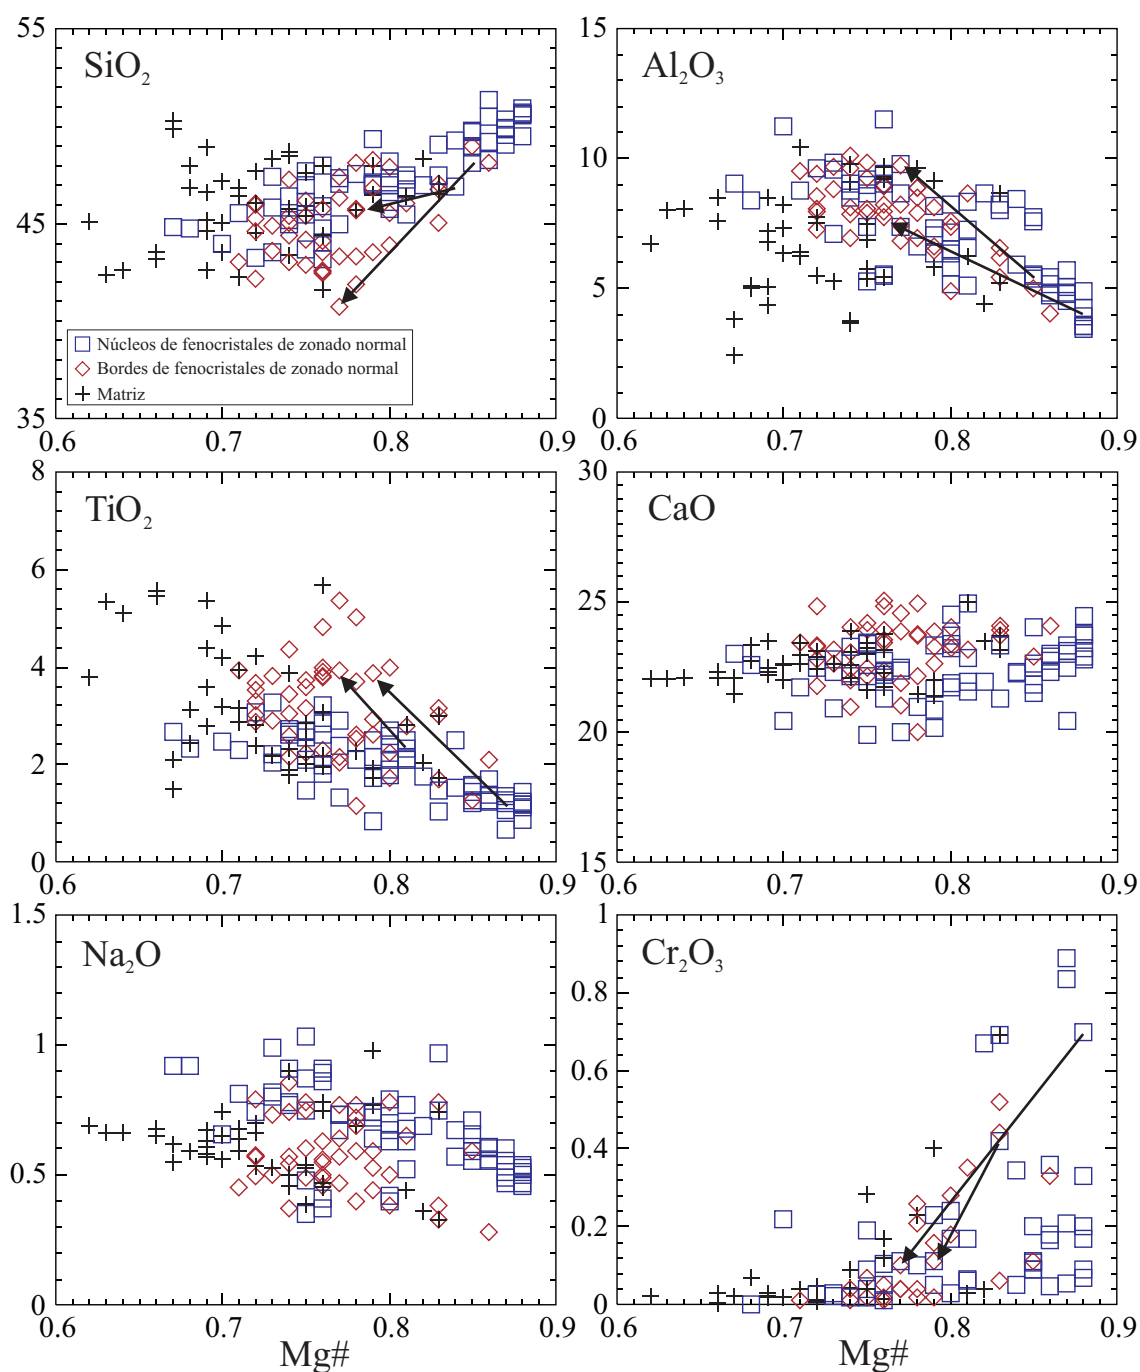 55
SiO₂
45
Núcleos de fenocristales de zonado normal
Bordes de fenocristales de zonado normal
Matriz
35
0.6 0.7 0.8 0.9
15
Al₂O₃
10
5
0
0.6 0.7 0.8 0.9
8
TiO₂
6
4
2
0
0.6 0.7 0.8 0.9
30
CaO
25
20
15
0.6 0.7 0.8 0.9
1.5
Na₂O
1
0.5
0
0.6 0.7 0.8 0.9
Mg#
1
Cr₂O₃
0.8
0.6
0.4
0.2
0
0.6 0.7 0.8 0.9
Mg#